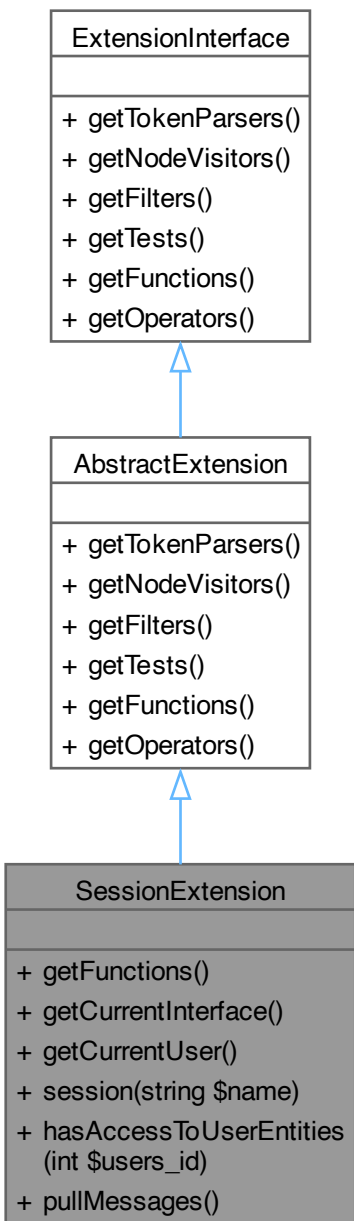 ExtensionInterface
+ getTokenParsers()
+ getNodeVisitors()
+ getFilters()
+ getTests()
+ getFunctions()
+ getOperators()
AbstractExtension
+ getTokenParsers()
+ getNodeVisitors()
+ getFilters()
+ getTests()
+ getFunctions()
+ getOperators()
SessionExtension
+ getFunctions()
+ getCurrentInterface()
+ getCurrentUser()
+ session(string $name)
+ hasAccessToUserEntities
(int $users_id)
+ pullMessages()